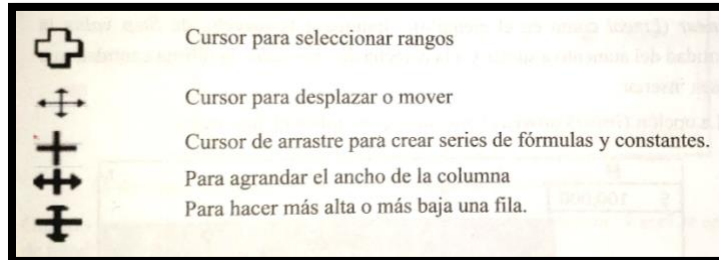 Cursor para seleccionar rangos
Cursor para desplazar o mover
Cursor de arrastre para crear series de fórmulas y constantes.
Para agrandar el ancho de la columna
Para hacer más alta o más baja una fila.